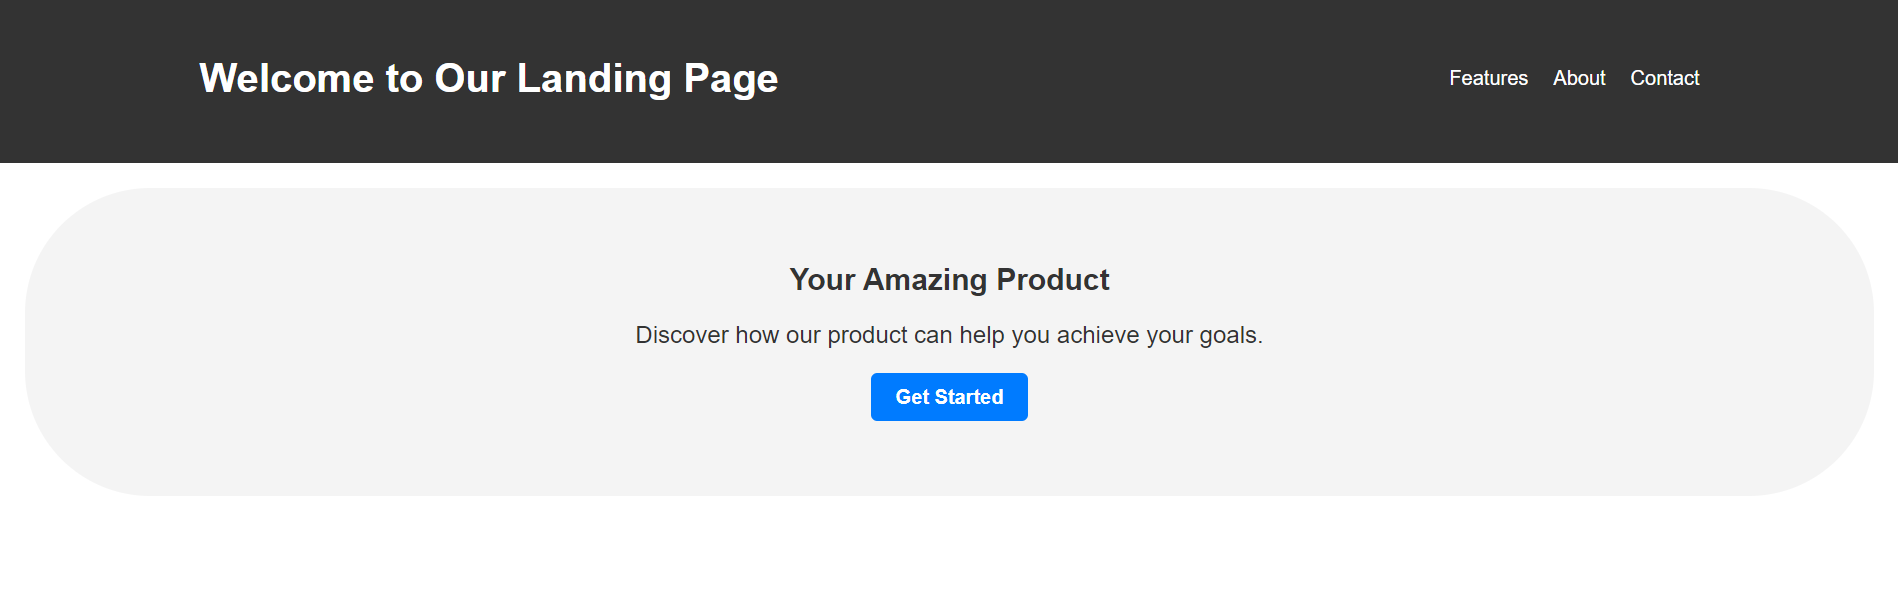 Welcome to Our Landing Page
Features About Contact
Your Amazing Product
Discover how our product can help you achieve your goals.
Get Started